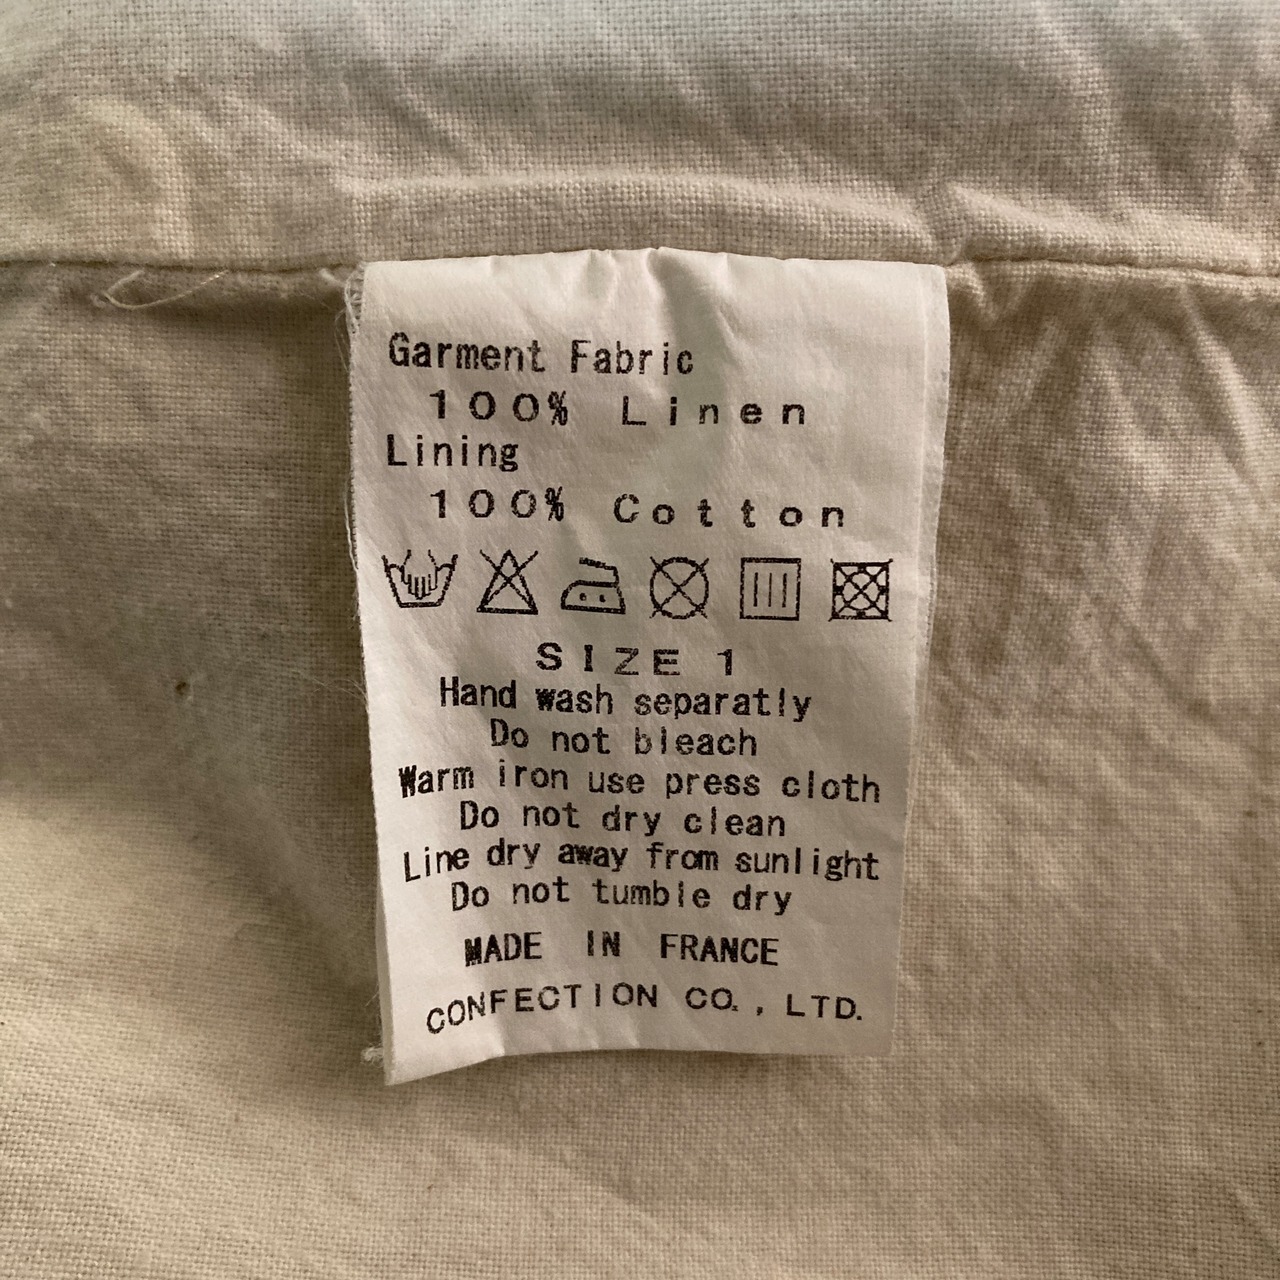 Garment Fabric
100% Linen
Lining
100% Cotton
SIZE 1
Hand wash separatly
Do not bleach
Warm iron use press cloth
Do not dry clean
Line dry away from sunlight
Do not tumble dry
MADE IN FRANCE
CONFECTION CO., LTD.